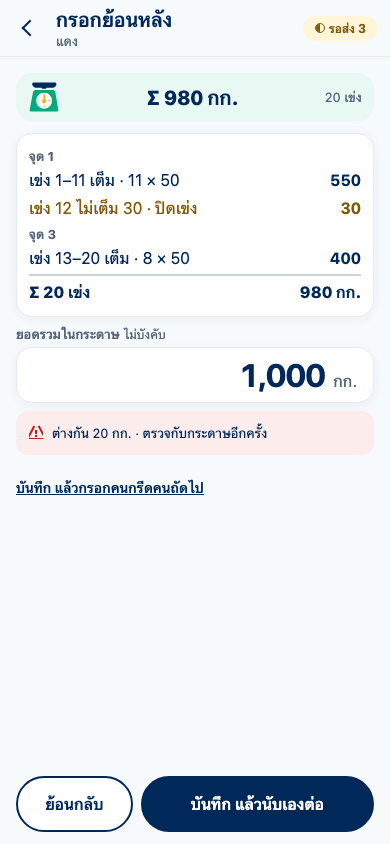 กรอกย้อนหลัง
แดง
รอส่ง 3
Σ 980 กก.
20 เข่ง
จุด 1
เข่ง 1–11 เต็ม · 11 × 50 550
เข่ง 12 ไม่เต็ม 30 · ปิดเข่ง 30
จุด 3
เข่ง 13–20 เต็ม · 8 × 50 400
Σ 20 เข่ง 980 กก.
ยอดรวมในกระดาษ ไม่บังคับ
1,000 กก.
ต่างกัน 20 กก. · ตรวจกับกระดาษอีกครั้ง
บันทึก แล้วกรอกคนกรีดคนถัดไป
ย้อนกลับ
บันทึก แล้วนับเองต่อ